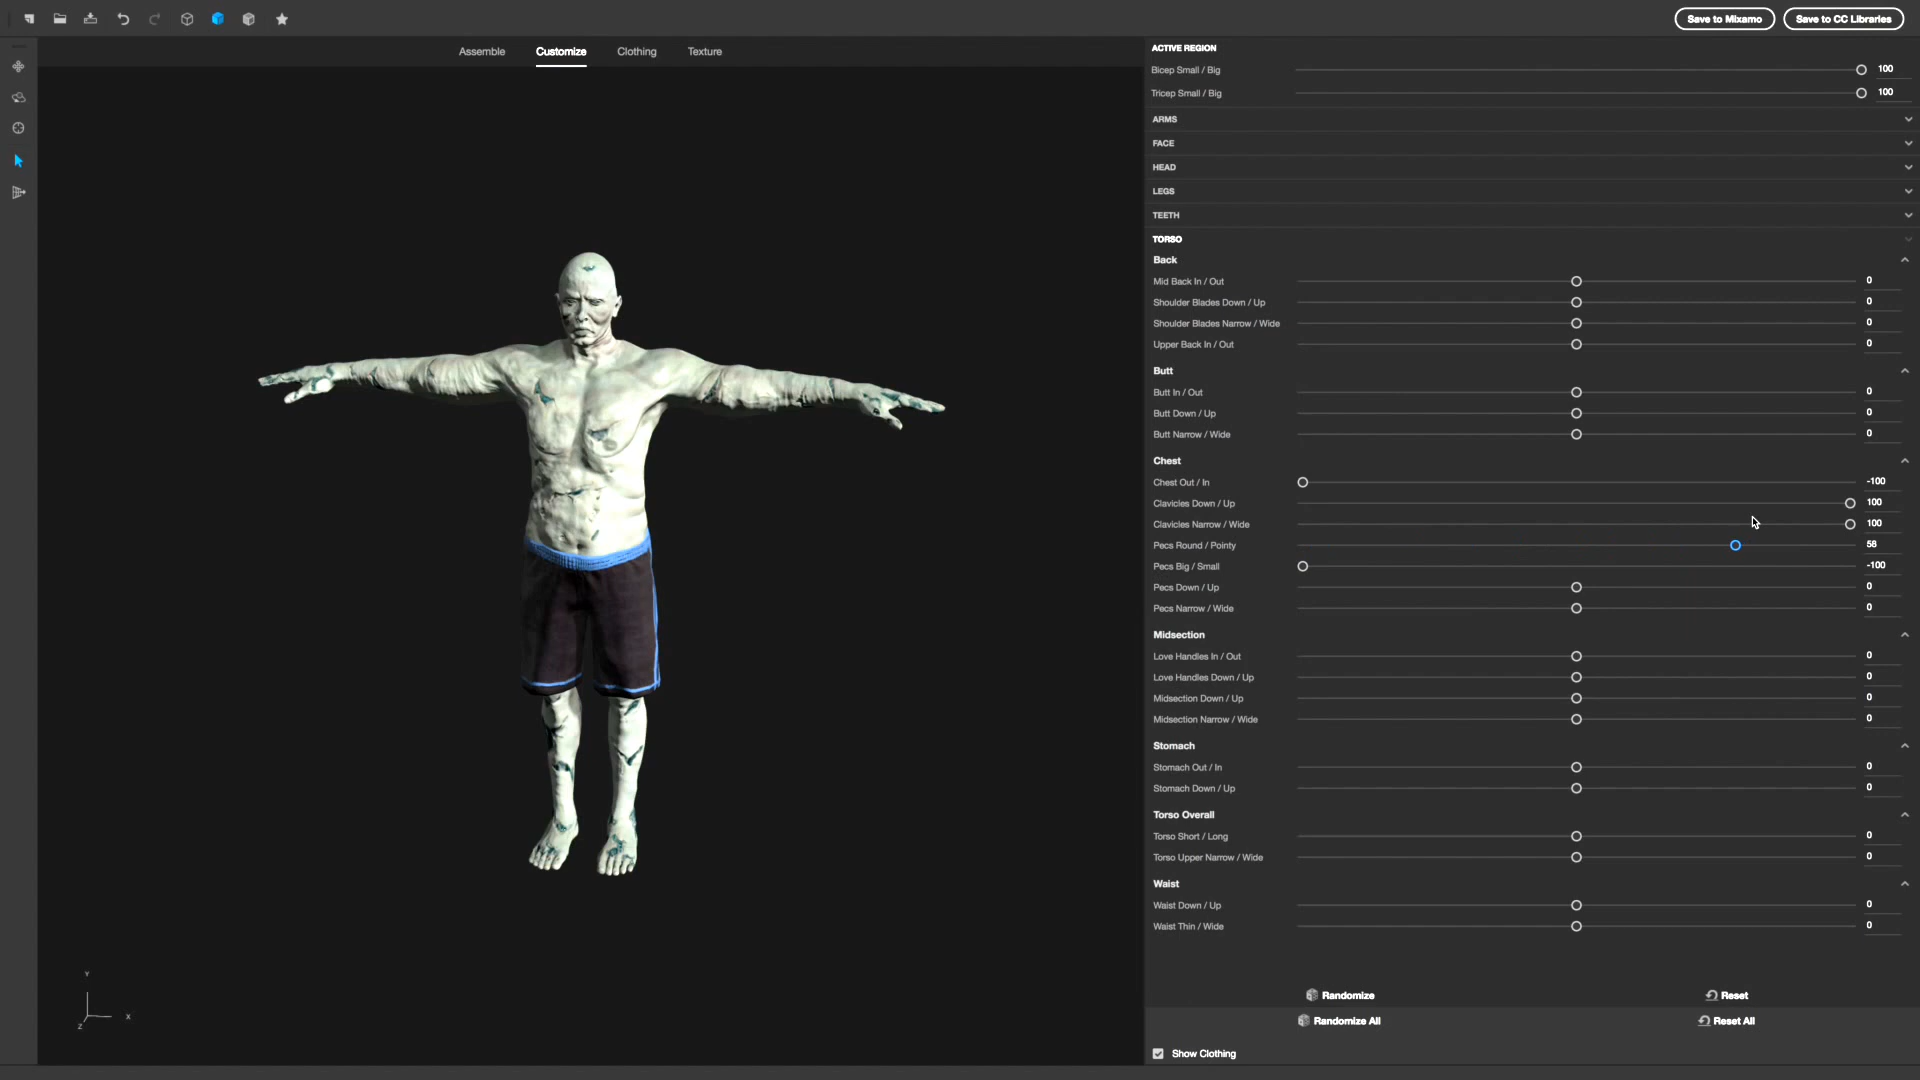 Save to Mixamo Save to CC Libraries
Assemble Customize Clothing Texture
ACTIVE REGION
Bicep Small / Big 100
Tricep Small / Big 100
ARMS
FACE
HEAD
LEGS
TEETH
TORSO
Back
Mid Back In / Out 0
Shoulder Blades Down / Up 0
Shoulder Blades Narrow / Wide 0
Upper Back In / Out 0
Butt
Butt In / Out 0
Butt Down / Up 0
Butt Narrow / Wide 0
Chest
Chest Out / In -100
Clavicles Down / Up 100
Clavicles Narrow / Wide 100
Pecs Round / Pointy 58
Pecs Big / Small -100
Pecs Down / Up 0
Pecs Narrow / Wide 0
Midsection
Love Handles In / Out 0
Love Handles Down / Up 0
Midsection Down / Up 0
Midsection Narrow / Wide 0
Stomach
Stomach Out / In 0
Stomach Down / Up 0
Torso Overall
Torso Short / Long 0
Torso Upper Narrow / Wide 0
Waist
Waist Down / Up 0
Waist Thin / Wide 0
Y
X
Z
Randomize Reset
Randomize All Reset All
Show Clothing